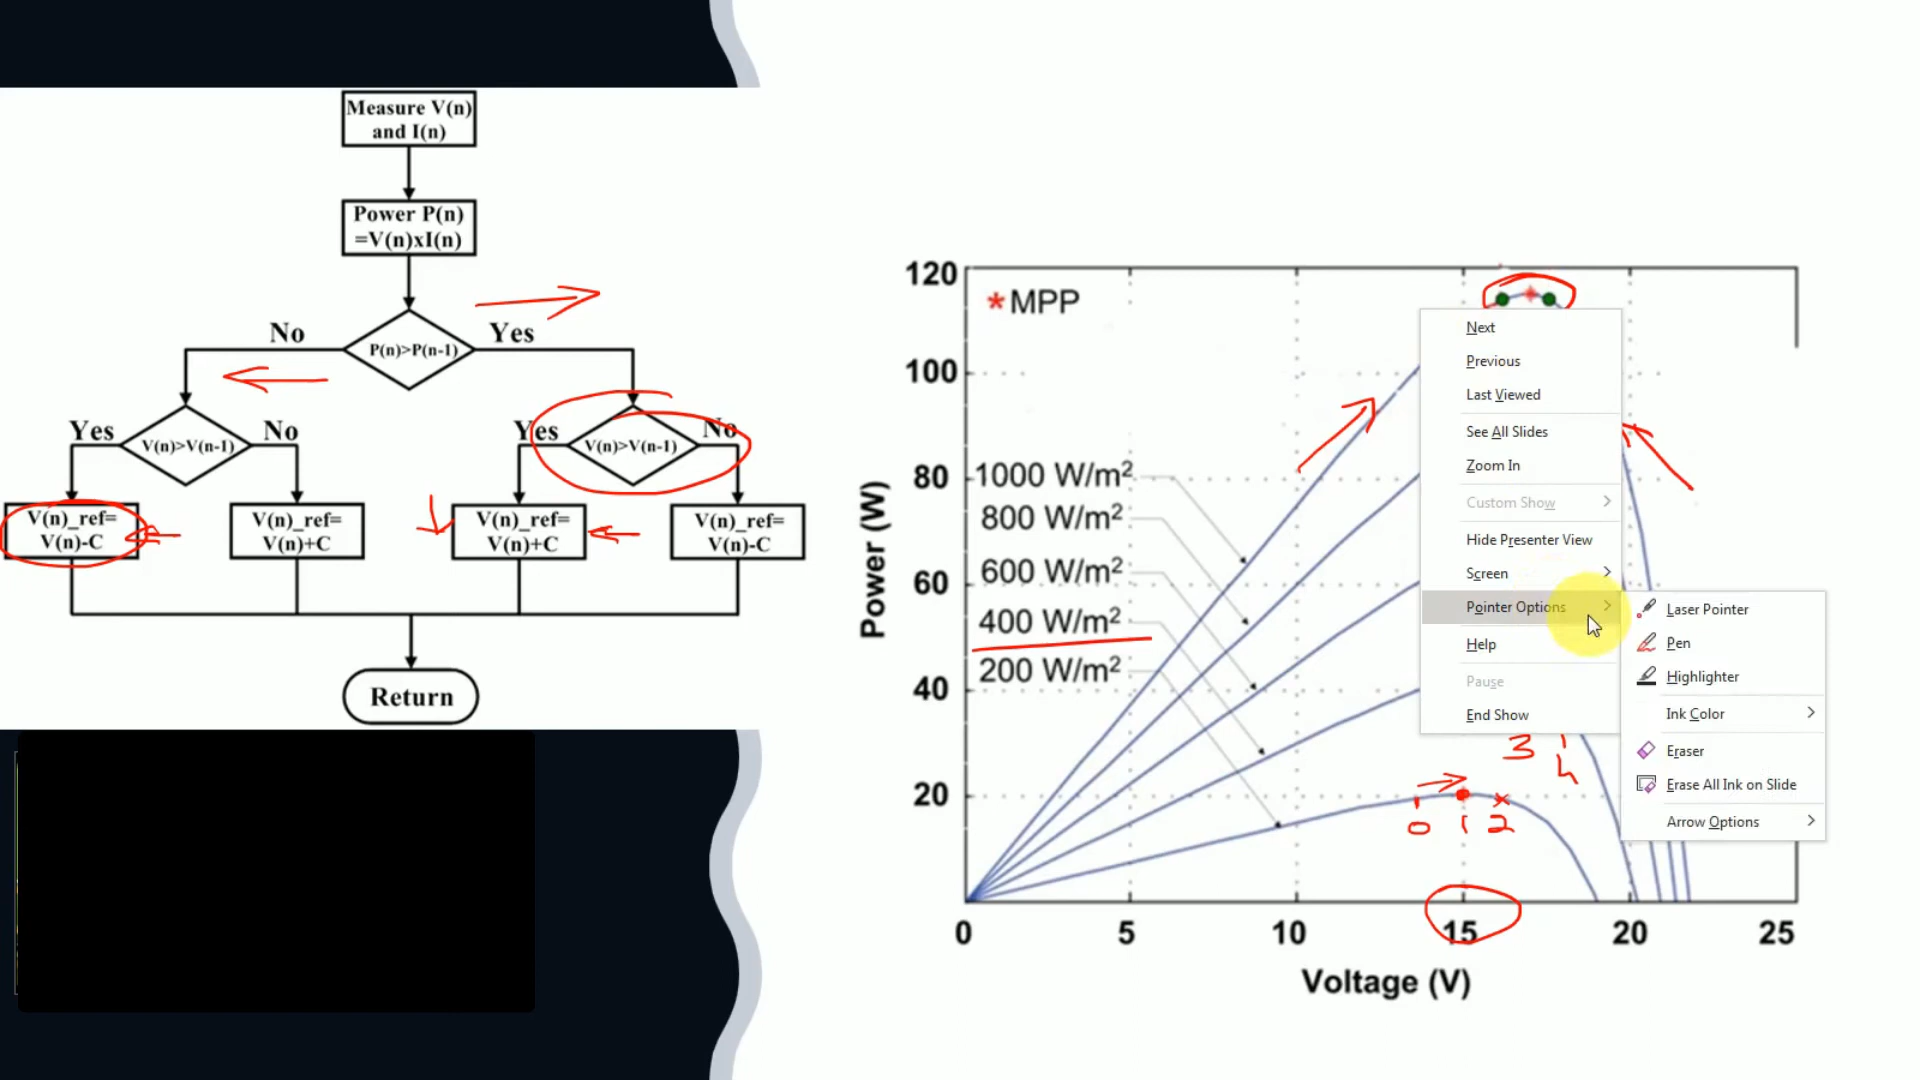 Measure V(n)
and I(n)
Power P(n)
=V(n)xI(n)
No
P(n)>P(n-1)
Yes
Yes
V(n)>V(n-1)
No
Yes
V(n)>V(n-1)
No
V(n)_ref=
V(n)-C
V(n)_ref=
V(n)+C
V(n)_ref=
V(n)+C
V(n)_ref=
V(n)-C
Return
120
100
80
60
40
20
Power (W)
*MPP
1000 W/m²
800 W/m²
600 W/m²
400 W/m²
200 W/m²
0
5
10
15
20
25
Voltage (V)
3
h
0 1 2
Next
Previous
Last Viewed
See All Slides
Zoom In
Custom Show
Hide Presenter View
Screen
Pointer Options
Help
Pause
End Show
Laser Pointer
Pen
Highlighter
Ink Color
Eraser
Erase All Ink on Slide
Arrow Options